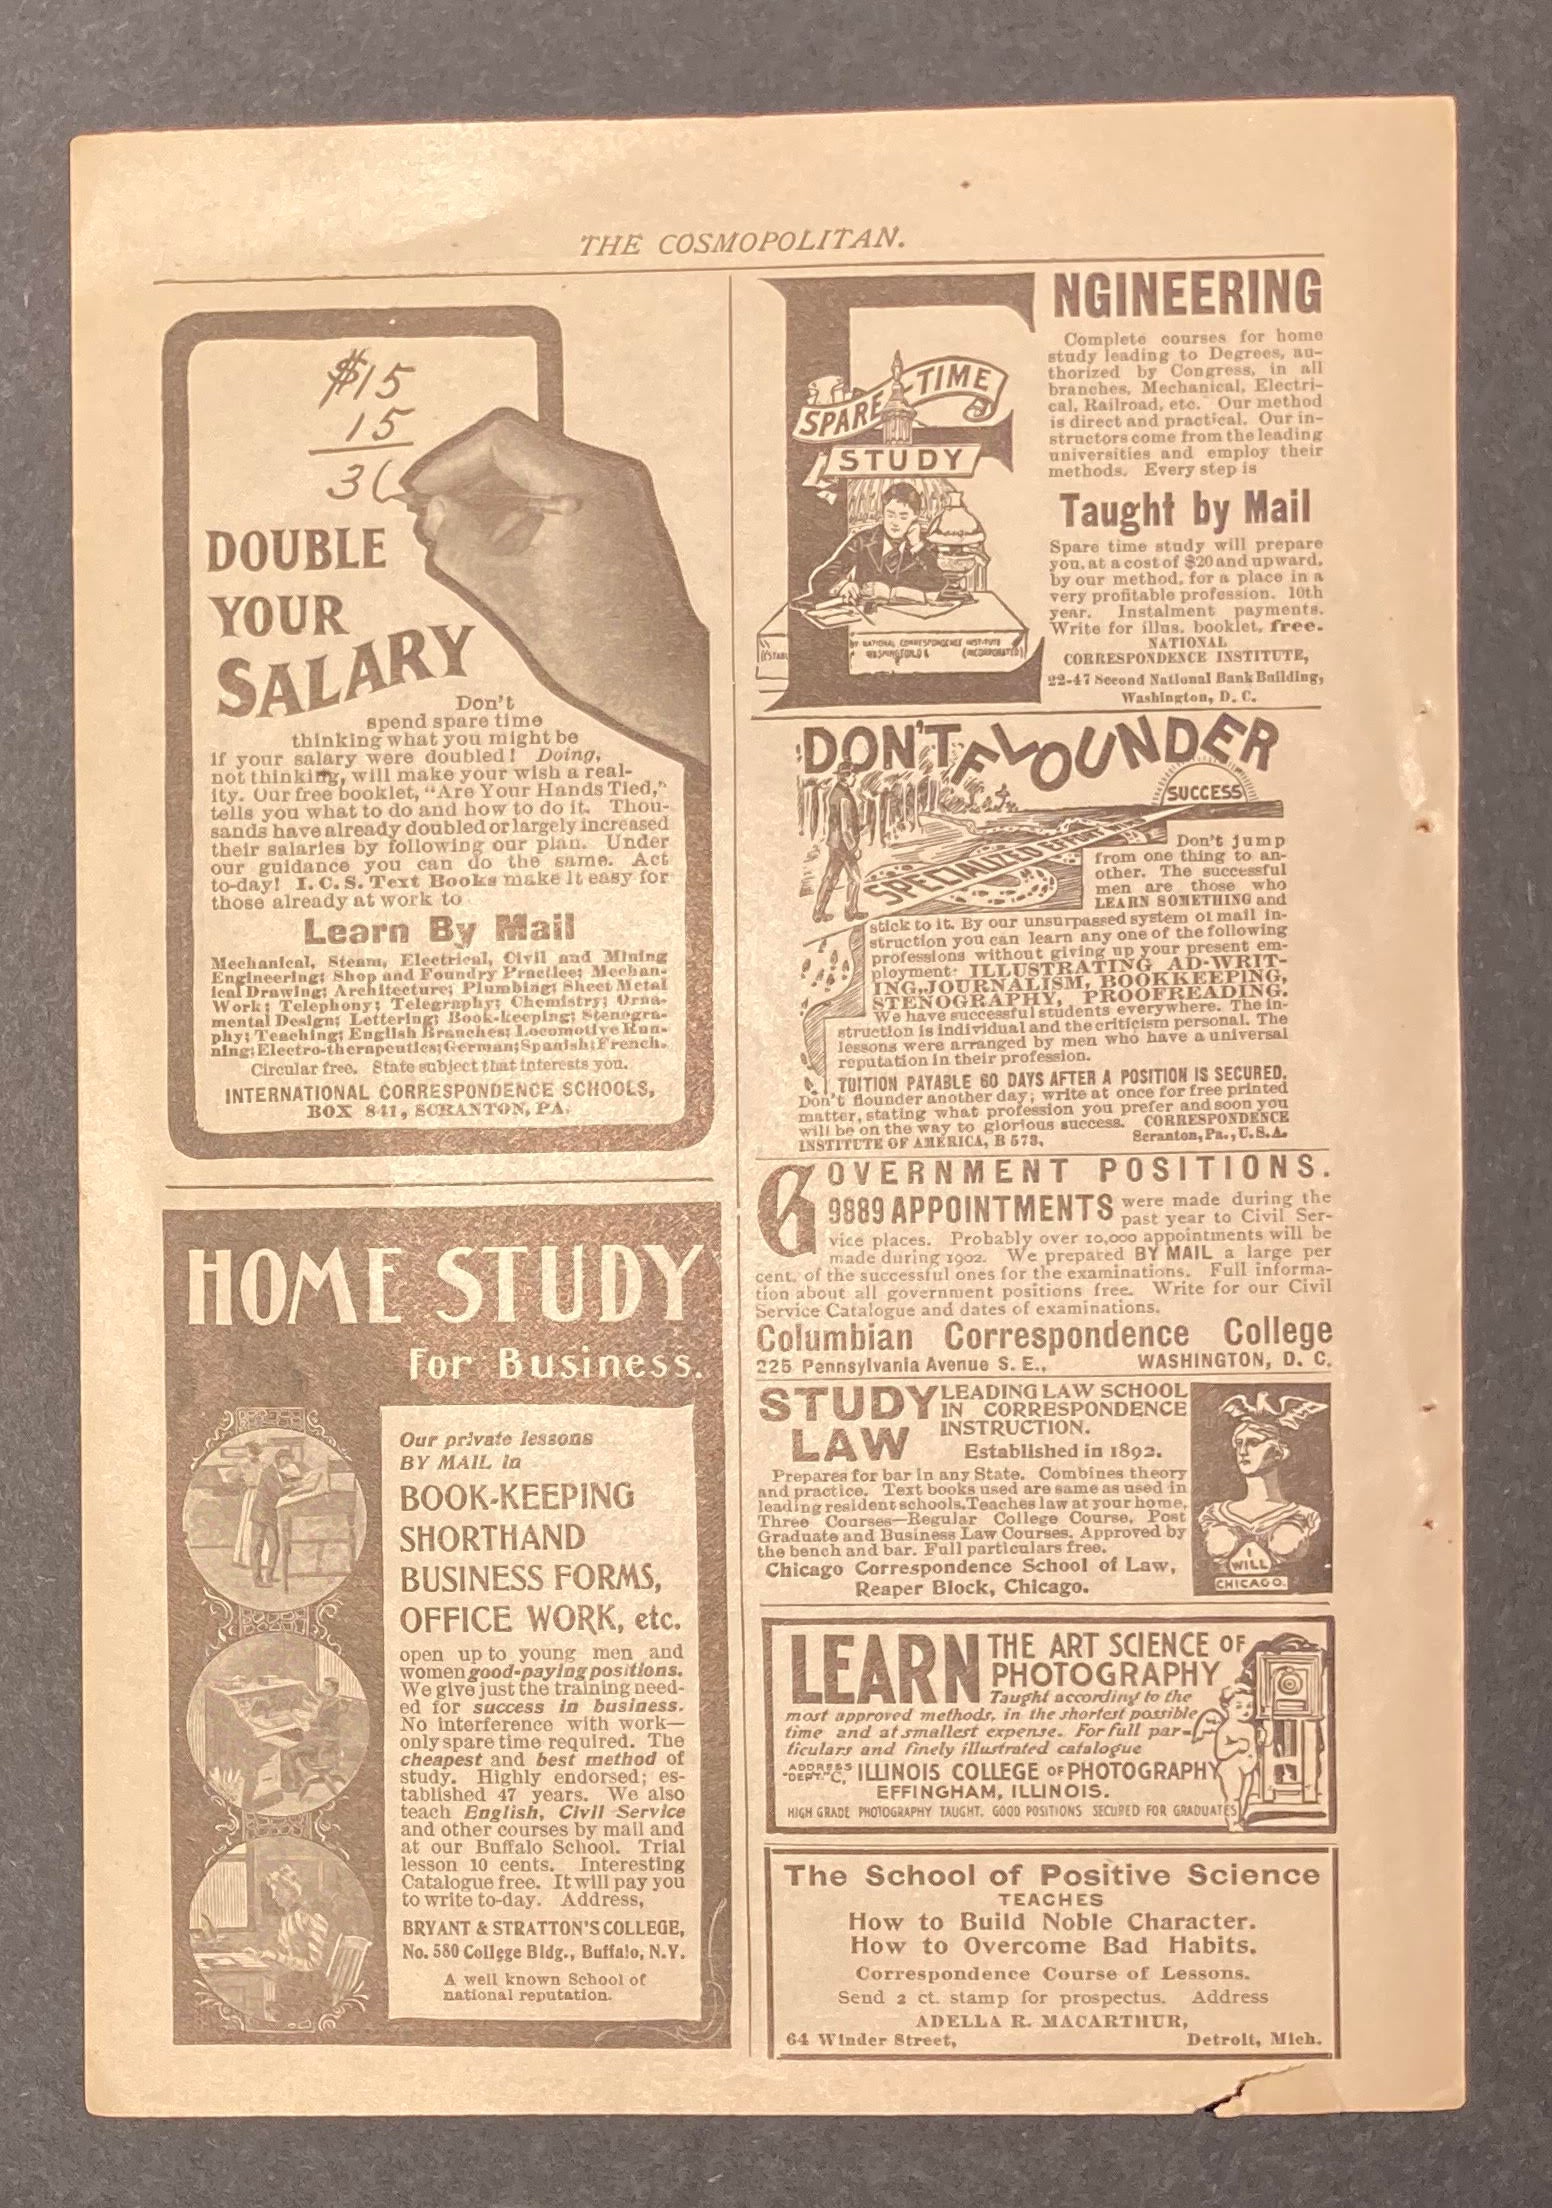 THE COSMOPOLITAN.
$15
15
3
DOUBLE
YOUR
SALARY
Don't
spend spare time
thinking what you might be
if your salary were doubled! Doing,
not thinking, will make your wish a real-
ity. Our free booklet, "Are Your Hands Tied,"
tells you what to do and how to do it. Thou-
sands have already doubled or largely increased
their salaries by following our plan. Under
our guidance you can do the same. Act
to-day! I. C. S. Text Books make it easy for
those already at work to
Learn By Mail
Mechanical, Steam, Electrical, Civil and Mining
Engineering; Shop and Foundry Practice; Mechan-
ical Drawing; Architecture; Plumbing; Sheet Metal
Work; Telephony; Telegraphy; Chemistry; Orna-
mental Design; Lettering; Book-keeping; Stenogra-
phy; Teaching; English Branches; Locomotive Run-
ning; Electro-therapeutics; German; Spanish; French.
Circular free. State subject that interests you.
INTERNATIONAL CORRESPONDENCE SCHOOLS,
BOX 841, SCRANTON, PA.
HOME STUDY
for Business.
Our private lessons
BY MAIL in
BOOK-KEEPING
SHORTHAND
BUSINESS FORMS,
OFFICE WORK, etc.
open up to young men and
women good-paying positions.
We give just the training need-
ed for success in business.
No interference with work—
only spare time required. The
cheapest and best method of
study. Highly endorsed; es-
tablished 47 years. We also
teach English, Civil Service
and other courses by mail and
at our Buffalo School. Trial
lesson 10 cents. Interesting
Catalogue free. It will pay you
to write to-day. Address,
BRYANT & STRATTON'S COLLEGE,
No. 580 College Bldg., Buffalo, N.Y.
A well known School of
national reputation.
ENGINEERING
SPARE-TIME
STUDY
BY NATIONAL CORRESPONDENCE INSTITUTE
WASHINGTON D C (INCORPORATED)
Complete courses for home
study leading to Degrees, au-
thorized by Congress, in all
branches, Mechanical, Electri-
cal, Railroad, etc. Our method
is direct and practical. Our in-
structors come from the leading
universities and employ their
methods. Every step is
Taught by Mail
Spare time study will prepare
you, at a cost of $20 and upward,
by our method, for a place in a
very profitable profession. 10th
year. Instalment payments.
Write for illus. booklet, free.
NATIONAL
CORRESPONDENCE INSTITUTE,
22-47 Second National Bank Building,
Washington, D. C.
DON'T FLOUNDER
SUCCESS
SPECIALIZED EFFORT
Don't jump
from one thing to an-
other. The successful
men are those who
LEARN SOMETHING and
stick to it. By our unsurpassed system of mail in-
struction you can learn any one of the following
professions without giving up your present em-
ployment: ILLUSTRATING, AD-WRIT-
ING, JOURNALISM, BOOKKEEPING,
STENOGRAPHY, PROOFREADING.
We have successful students everywhere. The in-
struction is individual and the criticism personal. The
lessons were arranged by men who have a universal
reputation in their profession.
TUITION PAYABLE 60 DAYS AFTER A POSITION IS SECURED.
Don't flounder another day; write at once for free printed
matter, stating what profession you prefer and soon you
will be on the way to glorious success. CORRESPONDENCE
INSTITUTE OF AMERICA, B 573, Scranton, Pa., U.S.A.
GOVERNMENT POSITIONS.
9889 APPOINTMENTS were made during the
past year to Civil Ser-
vice places. Probably over 10,000 appointments will be
made during 1902. We prepared BY MAIL a large per
cent. of the successful ones for the examinations. Full informa-
tion about all government positions free. Write for our Civil
Service Catalogue and dates of examinations.
Columbian Correspondence College
225 Pennsylvania Avenue S. E., WASHINGTON, D. C.
STUDY
LAW
LEADING LAW SCHOOL
IN CORRESPONDENCE
INSTRUCTION.
Established in 1892.
Prepares for bar in any State. Combines theory
and practice. Text books used are same as used in
leading resident schools. Teaches law at your home.
Three Courses—Regular College Course, Post
Graduate and Business Law Courses. Approved by
the bench and bar. Full particulars free.
Chicago Correspondence School of Law,
Reaper Block, Chicago.
I
WILL
CHICAGO.
LEARN THE ART SCIENCE OF
PHOTOGRAPHY
Taught according to the
most approved methods, in the shortest possible
time and at smallest expense. For full par-
ticulars and finely illustrated catalogue
ADDRESS "DEPT." C, ILLINOIS COLLEGE OF PHOTOGRAPHY
EFFINGHAM, ILLINOIS.
HIGH GRADE PHOTOGRAPHY TAUGHT. GOOD POSITIONS SECURED FOR GRADUATES
The School of Positive Science
TEACHES
How to Build Noble Character.
How to Overcome Bad Habits.
Correspondence Course of Lessons.
Send 2 ct. stamp for prospectus. Address
ADELLA R. MACARTHUR,
64 Winder Street, Detroit, Mich.